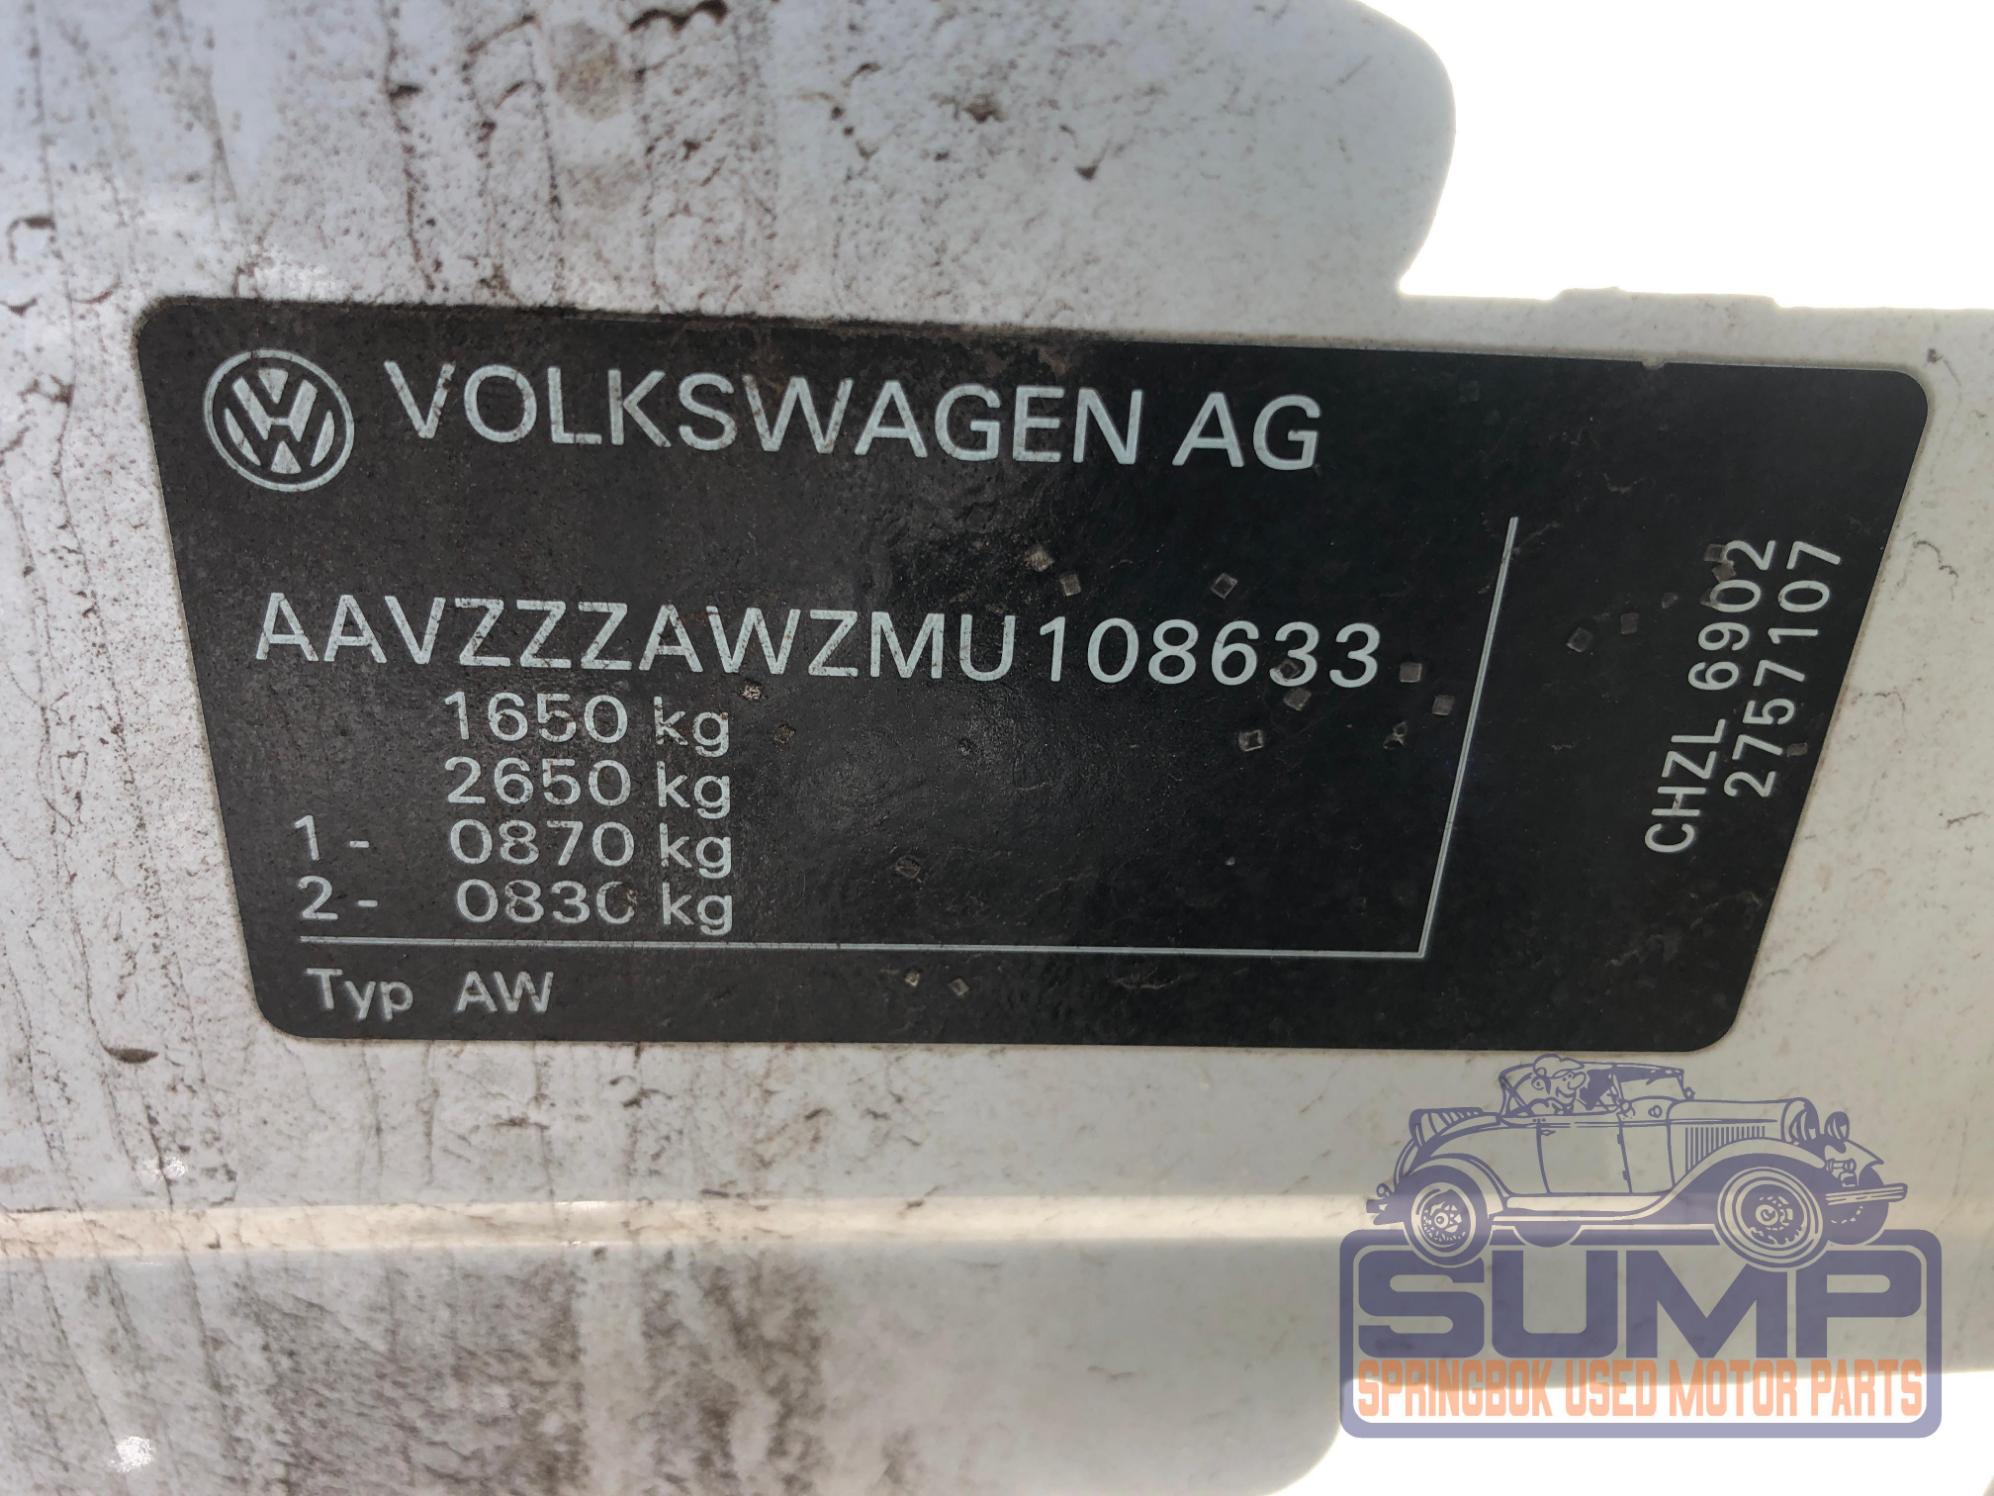 VOLKSWAGEN AG
AAVZZZAWZMU108633
1650 kg
2650 kg
1 - 0870 kg
2 - 0830 kg
Typ AW
CHZL 6902
2757107
SUMP
SPRINGBOK USED MOTOR PARTS